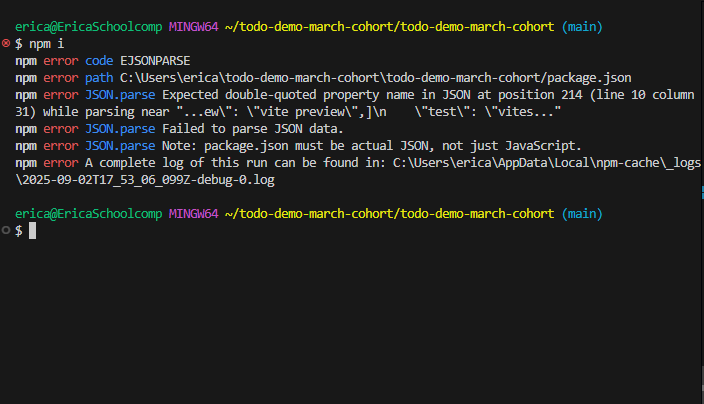 erica@EricaSchoolcomp MINGW64 ~/todo-demo-march-cohort/todo-demo-march-cohort (main)
$ npm i
npm error code EJSONPARSE
npm error path C:\Users\erica\todo-demo-march-cohort\todo-demo-march-cohort/package.json
npm error JSON.parse Expected double-quoted property name in JSON at position 214 (line 10 column
31) while parsing near "...ew\": \"vite preview\",]\n    \"test\": \"vites..."
npm error JSON.parse Failed to parse JSON data.
npm error JSON.parse Note: package.json must be actual JSON, not just JavaScript.
npm error A complete log of this run can be found in: C:\Users\erica\AppData\Local\npm-cache\_logs
\2025-09-02T17_53_06_099Z-debug-0.log
erica@EricaSchoolcomp MINGW64 ~/todo-demo-march-cohort/todo-demo-march-cohort (main)
$